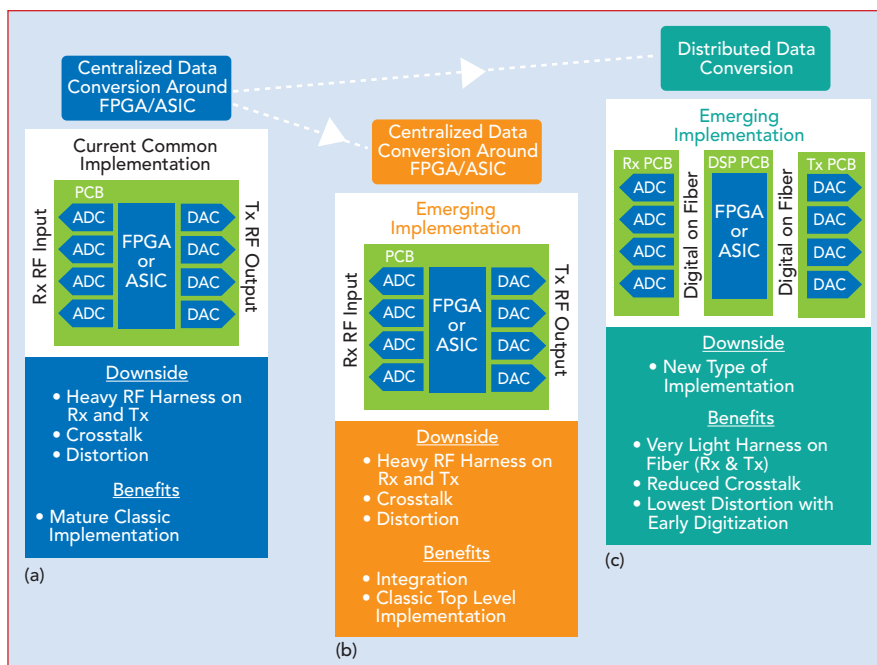 Centralized Data
Conversion Around
FPGA/ASIC
Current Common
Implementation
PCB
Rx RF Input
ADC
ADC
ADC
ADC
FPGA
or
ASIC
DAC
DAC
DAC
DAC
Tx RF Output
Downside
• Heavy RF Harness on
Rx and Tx
• Crosstalk
• Distortion
Benefits
• Mature Classic
Implementation
(a)
Centralized Data
Conversion Around
FPGA/ASIC
Emerging
Implementation
PCB
Rx RF Input
ADC
ADC
ADC
ADC
FPGA
or
ASIC
DAC
DAC
DAC
DAC
Tx RF Output
Downside
• Heavy RF Harness on
Rx and Tx
• Crosstalk
• Distortion
Benefits
• Integration
• Classic Top Level
Implementation
(b)
Distributed Data
Conversion
Emerging
Implementation
Rx PCB
ADC
ADC
ADC
ADC
Digital on Fiber
DSP PCB
FPGA
or
ASIC
Digital on Fiber
Tx PCB
DAC
DAC
DAC
DAC
Downside
• New Type of
Implementation
Benefits
• Very Light Harness on
Fiber (Rx & Tx)
• Reduced Crosstalk
• Lowest Distortion with
Early Digitization
(c)